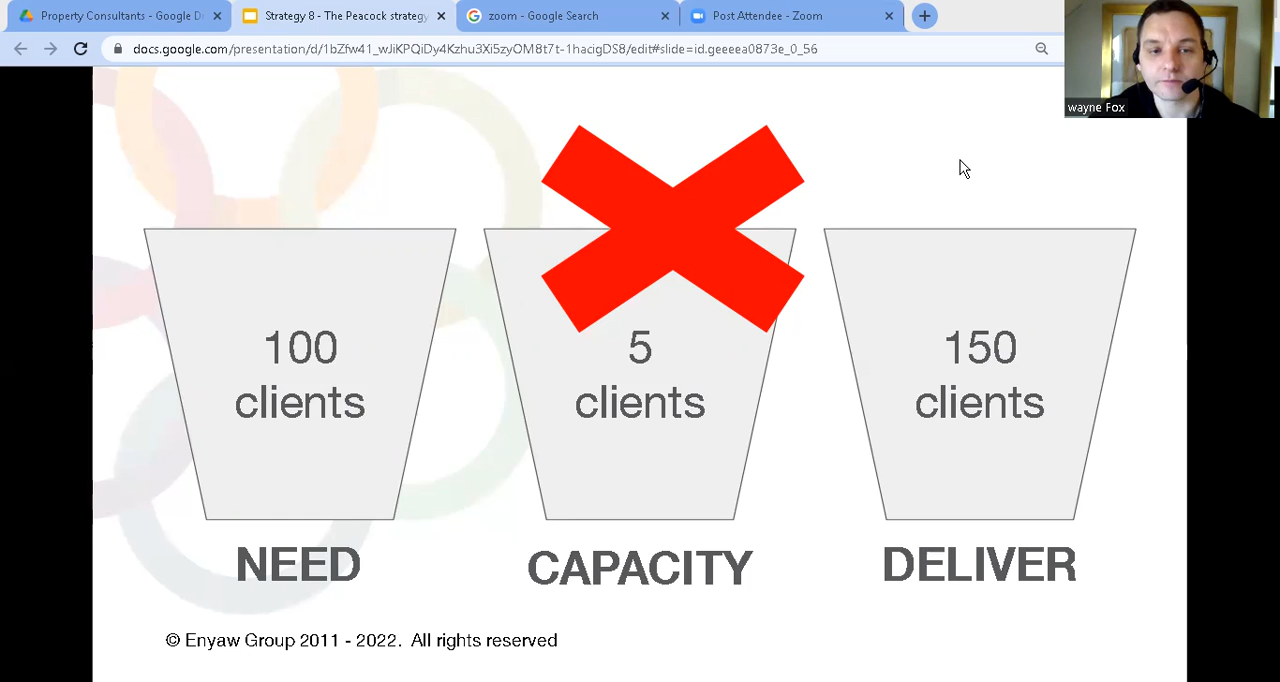 Property Consultants - Google Dr
Strategy 8 - The Peacock strategy
zoom - Google Search
Post Attendee - Zoom
docs.google.com/presentation/d/1bZfw41_wJiKPQiDy4Kzhu3Xi5zyOM8t7t-1hacigDS8/edit#slide=id.geeeea0873e_0_56
wayne Fox
100
clients
5
clients
150
clients
NEED
CAPACITY
DELIVER
© Enyaw Group 2011 - 2022. All rights reserved